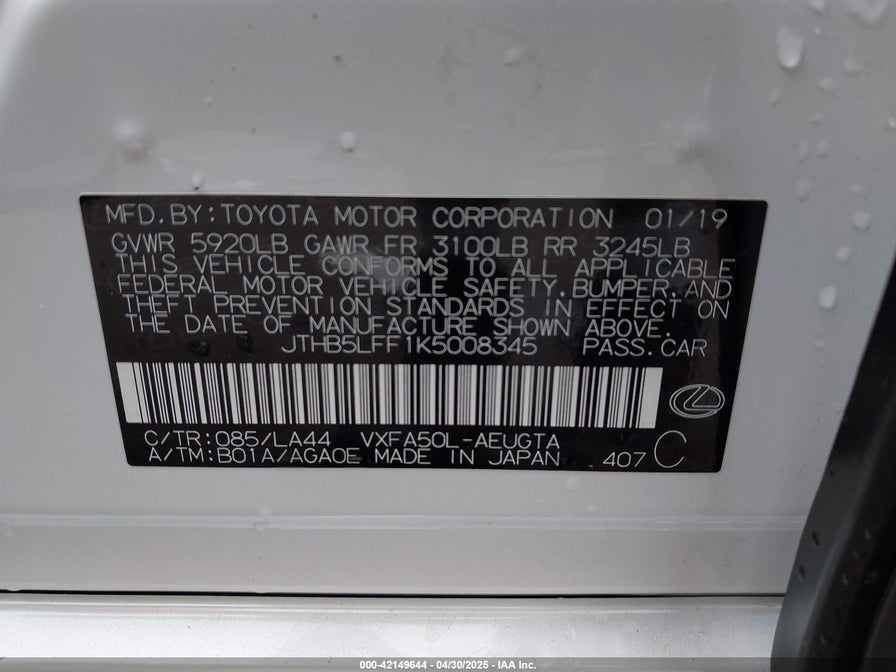 MFD. BY: TOYOTA MOTOR CORPORATION 01/19
GVWR 5920LB GAWR FR 3100LB RR 3245LB
THIS VEHICLE CONFORMS TO ALL APPLICABLE
FEDERAL MOTOR VEHICLE SAFETY, BUMPER, AND
THEFT PREVENTION STANDARDS IN EFFECT ON
THE DATE OF MANUFACTURE SHOWN ABOVE.
JTHB5LFF1K5008345 PASS. CAR
C/TR: 085/LA44 VXFA50L-AEUGTA
A/TM: B01A/AGA0E MADE IN JAPAN 407 C
000-42149644 - 04/30/2025 - IAA Inc.